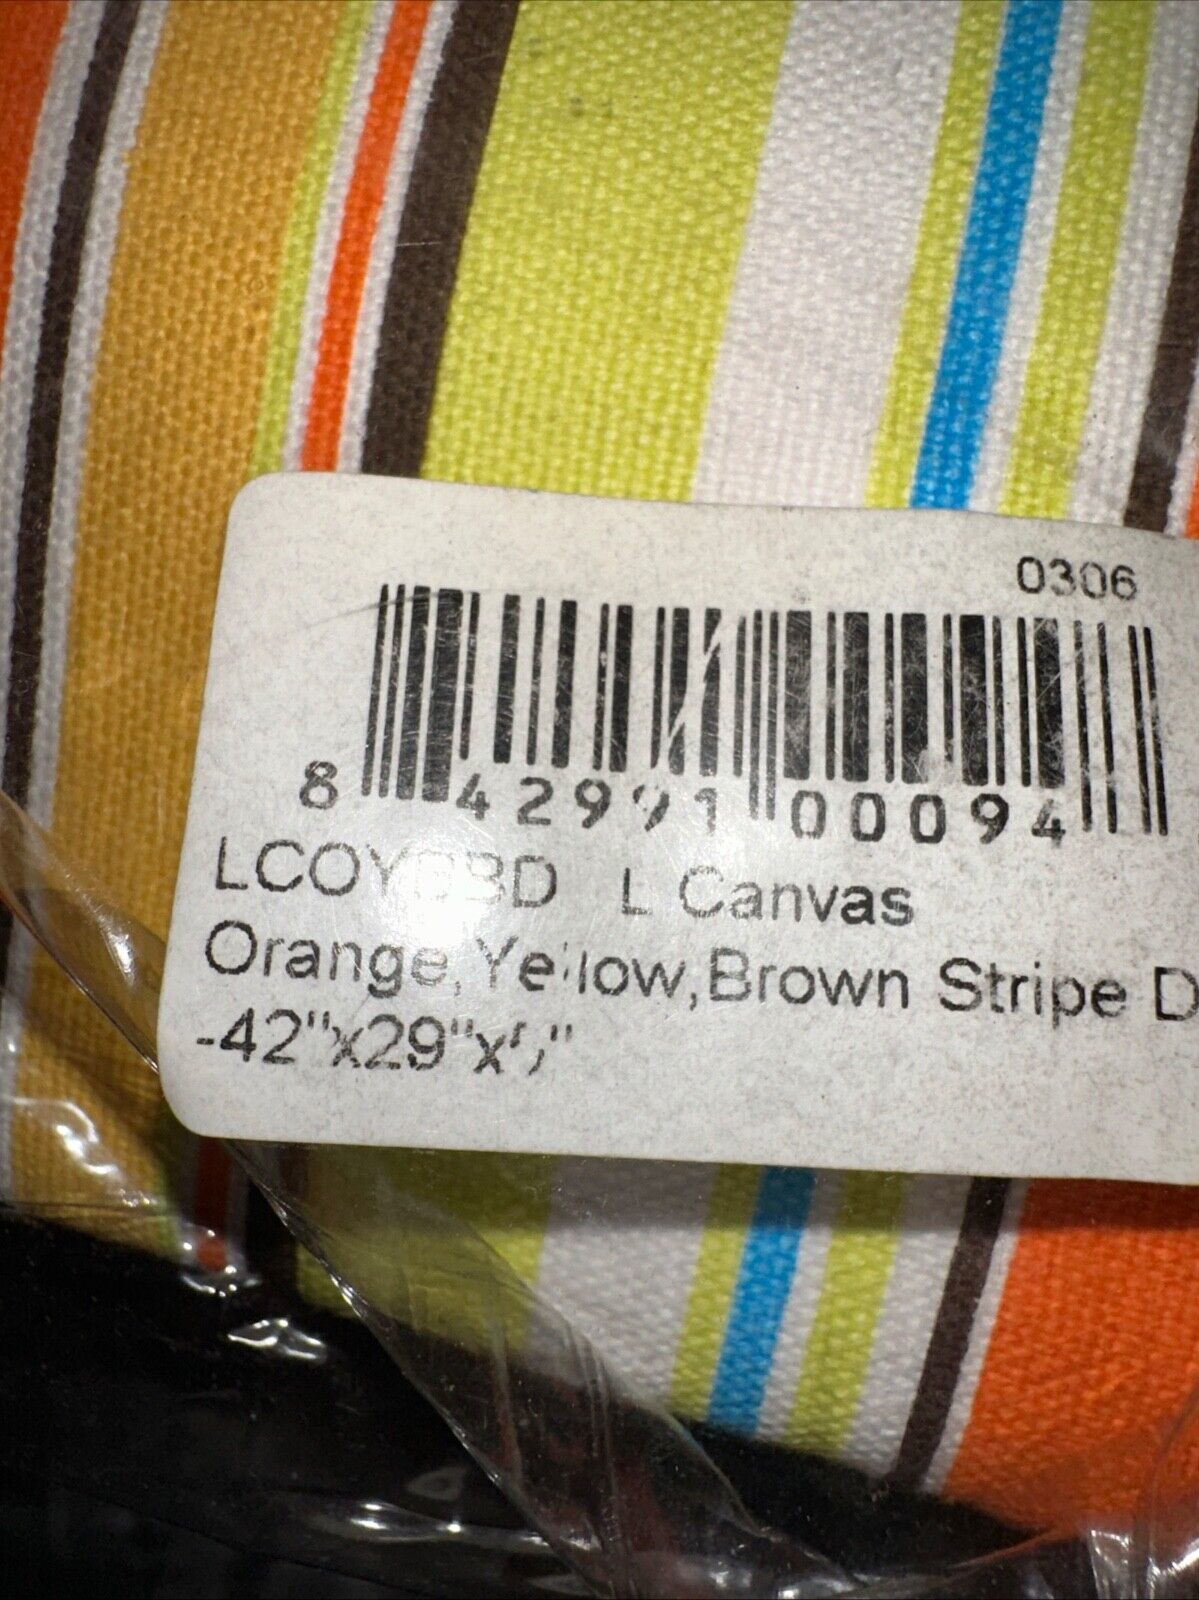 0306
8 42991 00094
L Canvas
Orange,Yellow,Brown Stripe D
-42"x29"x